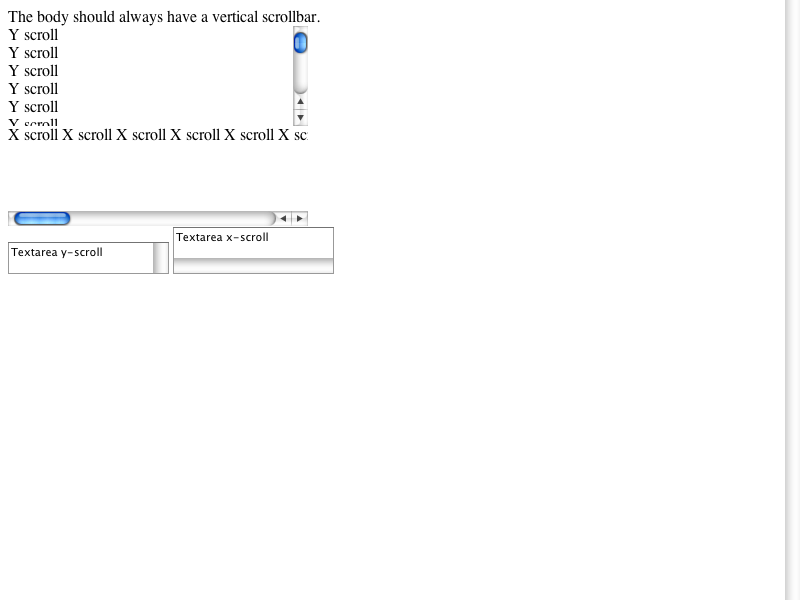 The body should always have a vertical scrollbar.
Y scroll
Y scroll
Y scroll
Y scroll
Y scroll
Y scroll
X scroll X scroll X scroll X scroll X scroll X sc
Textarea x-scroll
Textarea y-scroll